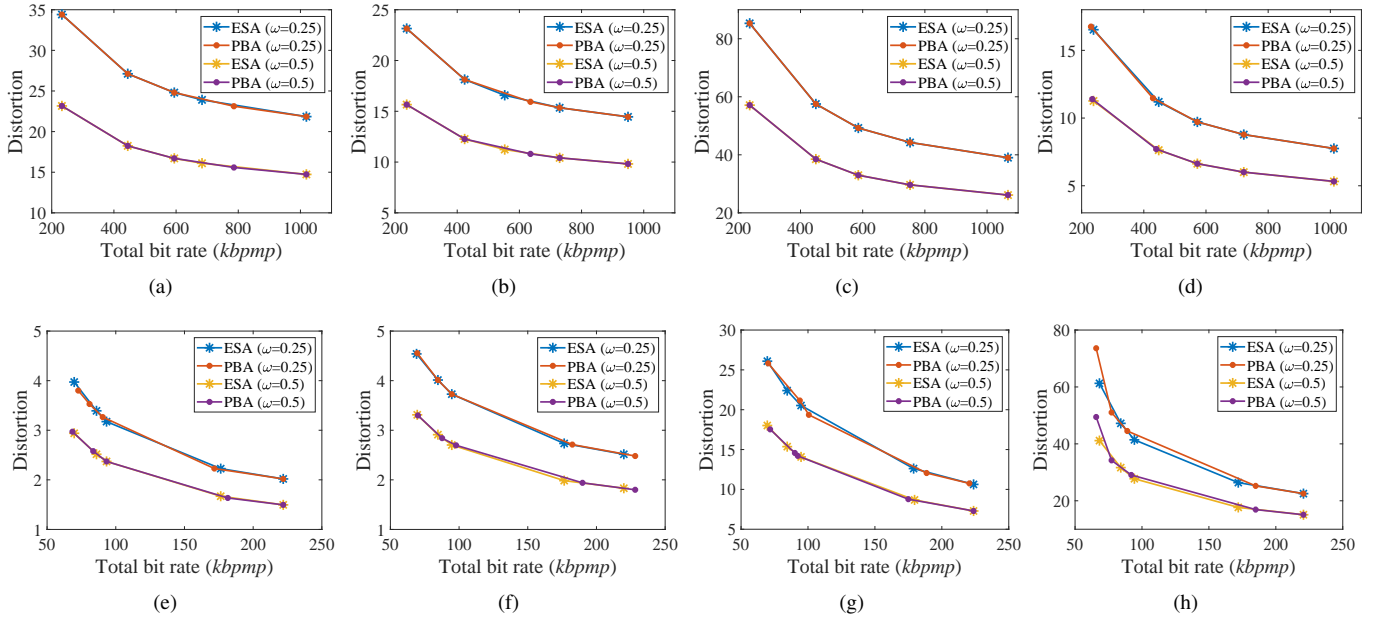 35
30
25
20
15
10
Distortion
200 400 600 800 1000
Total bit rate (kbpmp)
ESA (ω=0.25)
PBA (ω=0.25)
ESA (ω=0.5)
PBA (ω=0.5)
(a)
25
20
15
10
5
Distortion
200 400 600 800 1000
Total bit rate (kbpmp)
ESA (ω=0.25)
PBA (ω=0.25)
ESA (ω=0.5)
PBA (ω=0.5)
(b)
80
60
40
20
Distortion
200 400 600 800 1000
Total bit rate (kbpmp)
ESA (ω=0.25)
PBA (ω=0.25)
ESA (ω=0.5)
PBA (ω=0.5)
(c)
15
10
5
Distortion
200 400 600 800 1000
Total bit rate (kbpmp)
ESA (ω=0.25)
PBA (ω=0.25)
ESA (ω=0.5)
PBA (ω=0.5)
(d)
5
4
3
2
1
Distortion
50 100 150 200 250
Total bit rate (kbpmp)
ESA (ω=0.25)
PBA (ω=0.25)
ESA (ω=0.5)
PBA (ω=0.5)
(e)
5
4
3
2
1
Distortion
50 100 150 200 250
Total bit rate (kbpmp)
ESA (ω=0.25)
PBA (ω=0.25)
ESA (ω=0.5)
PBA (ω=0.5)
(f)
30
25
20
15
10
5
Distortion
50 100 150 200 250
Total bit rate (kbpmp)
ESA (ω=0.25)
PBA (ω=0.25)
ESA (ω=0.5)
PBA (ω=0.5)
(g)
80
60
40
20
Distortion
50 100 150 200 250
Total bit rate (kbpmp)
ESA (ω=0.25)
PBA (ω=0.25)
ESA (ω=0.5)
PBA (ω=0.5)
(h)